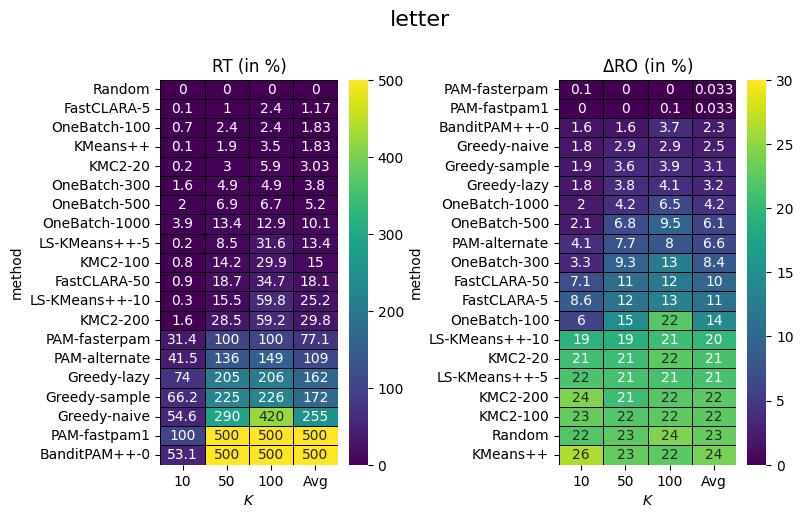 letter
RT (in %)
method
Random 0 0 0 0
FastCLARA-5 0.1 1 2.4 1.17
OneBatch-100 0.7 2.4 2.4 1.83
KMeans++ 0.1 1.9 3.5 1.83
KMC2-20 0.2 3 5.9 3.03
OneBatch-300 1.6 4.9 4.9 3.8
OneBatch-500 2 6.9 6.7 5.2
OneBatch-1000 3.9 13.4 12.9 10.1
LS-KMeans++-5 0.2 8.5 31.6 13.4
KMC2-100 0.8 14.2 29.9 15
FastCLARA-50 0.9 18.7 34.7 18.1
LS-KMeans++-10 0.3 15.5 59.8 25.2
KMC2-200 1.6 28.5 59.2 29.8
PAM-fasterpam 31.4 100 100 77.1
PAM-alternate 41.5 136 149 109
Greedy-lazy 74 205 206 162
Greedy-sample 66.2 225 226 172
Greedy-naive 54.6 290 420 255
PAM-fastpam1 100 500 500 500
BanditPAM++-0 53.1 500 500 500
10 50 100 Avg
K
500
400
300
200
100
0
ΔRO (in %)
method
PAM-fasterpam 0.1 0 0 0.033
PAM-fastpam1 0 0 0.1 0.033
BanditPAM++-0 1.6 1.6 3.7 2.3
Greedy-naive 1.8 2.9 2.9 2.5
Greedy-sample 1.9 3.6 3.9 3.1
Greedy-lazy 1.8 3.8 4.1 3.2
OneBatch-1000 2 4.2 6.5 4.2
OneBatch-500 2.1 6.8 9.5 6.1
PAM-alternate 4.1 7.7 8 6.6
OneBatch-300 3.3 9.3 13 8.4
FastCLARA-50 7.1 11 12 10
FastCLARA-5 8.6 12 13 11
OneBatch-100 6 15 22 14
LS-KMeans++-10 19 19 21 20
KMC2-20 21 21 22 21
LS-KMeans++-5 22 21 21 21
KMC2-200 24 21 22 22
KMC2-100 23 22 22 22
Random 22 23 24 23
KMeans++ 26 23 22 24
10 50 100 Avg
K
30
25
20
15
10
5
0